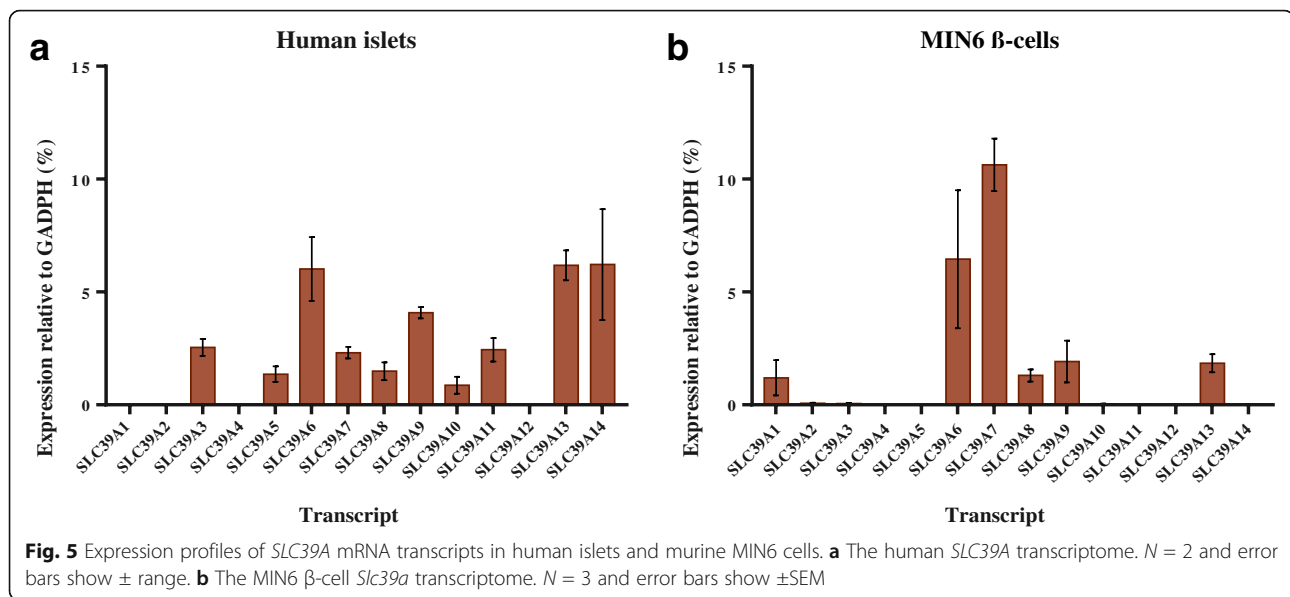 a
Human islets
Expression relative to GADPH (%)
15
10
5
0
SLC39A1
SLC39A2
SLC39A3
SLC39A4
SLC39A5
SLC39A6
SLC39A7
SLC39A8
SLC39A9
SLC39A10
SLC39A11
SLC39A12
SLC39A13
SLC39A14
Transcript
b
MIN6 ß-cells
Expression relative to GADPH (%)
15
10
5
0
SLC39A1
SLC39A2
SLC39A3
SLC39A4
SLC39A5
SLC39A6
SLC39A7
SLC39A8
SLC39A9
SLC39A10
SLC39A11
SLC39A12
SLC39A13
SLC39A14
Transcript
Fig. 5 Expression profiles of SLC39A mRNA transcripts in human islets and murine MIN6 cells. a The human SLC39A transcriptome. N = 2 and error
bars show ± range. b The MIN6 β-cell Slc39a transcriptome. N = 3 and error bars show ±SEM